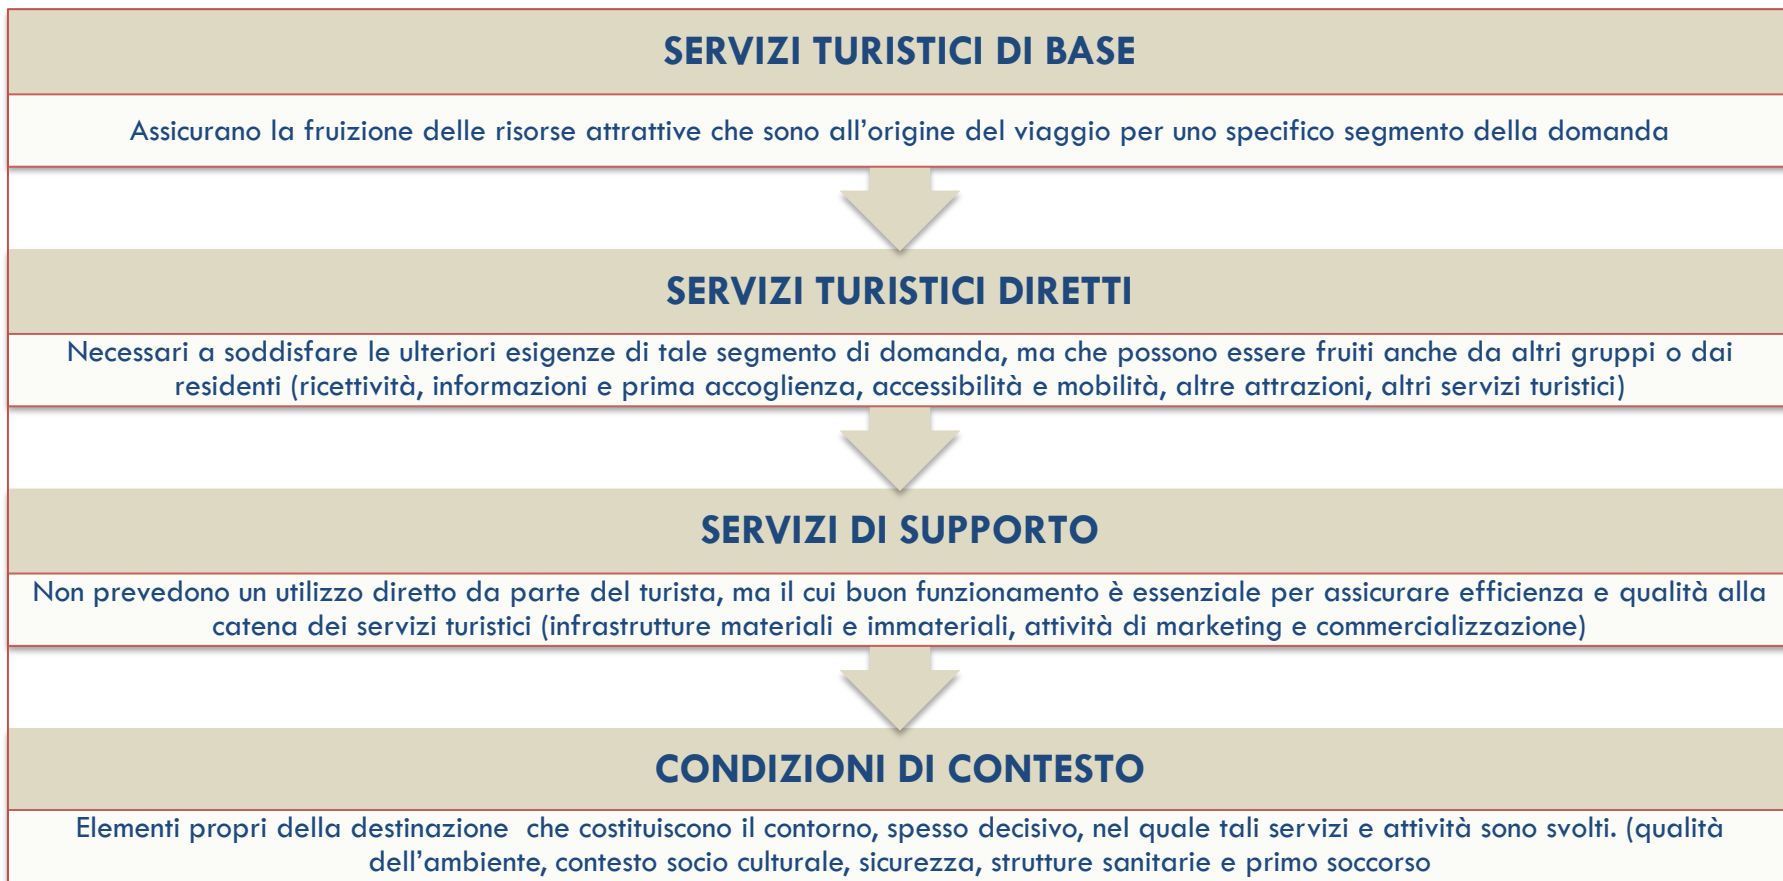 SERVIZI TURISTICI DI BASE
Assicurano la fruizione delle risorse attrattive che sono all'origine del viaggio per uno specifico segmento della domanda
SERVIZI TURISTICI DIRETTI
Necessari a soddisfare le ulteriori esigenze di tale segmento di domanda, ma che possono essere fruiti anche da altri gruppi o dai
residenti (ricettività, informazioni e prima accoglienza, accessibilità e mobilità, altre attrazioni, altri servizi turistici)
SERVIZI DI SUPPORTO
Non prevedono un utilizzo diretto da parte del turista, ma il cui buon funzionamento è essenziale per assicurare efficienza e qualità alla
catena dei servizi turistici (infrastrutture materiali e immateriali, attività di marketing e commercializzazione)
CONDIZIONI DI CONTESTO
Elementi propri della destinazione  che costituiscono il contorno, spesso decisivo, nel quale tali servizi e attività sono svolti. (qualità
dell'ambiente, contesto socio culturale, sicurezza, strutture sanitarie e primo soccorso